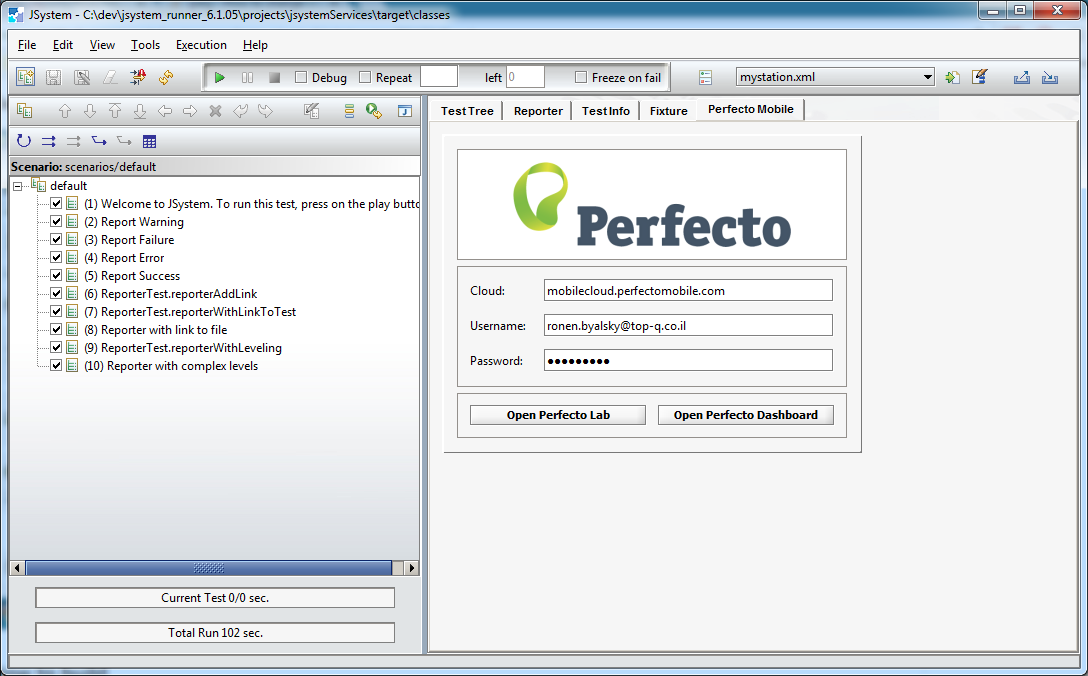 JSystem - C:\dev\jsystem_runner_6.1.05\projects\jsystemServices\target\classes
File Edit View Tools Execution Help
Debug Repeat left 0 Freeze on fail mystation.xml
Scenario: scenarios/default
default
(1) Welcome to JSystem. To run this test, press on the play butto
(2) Report Warning
(3) Report Failure
(4) Report Error
(5) Report Success
(6) ReporterTest.reporterAddLink
(7) ReporterTest.reporterWithLinkToTest
(8) Reporter with link to file
(9) ReporterTest.reporterWithLeveling
(10) Reporter with complex levels
Current Test 0/0 sec.
Total Run 102 sec.
Test Tree Reporter Test Info Fixture Perfecto Mobile
Perfecto
Cloud: mobilecloud.perfectomobile.com
Username: ronen.byalsky@top-q.co.il
Password: •••••••••
Open Perfecto Lab Open Perfecto Dashboard